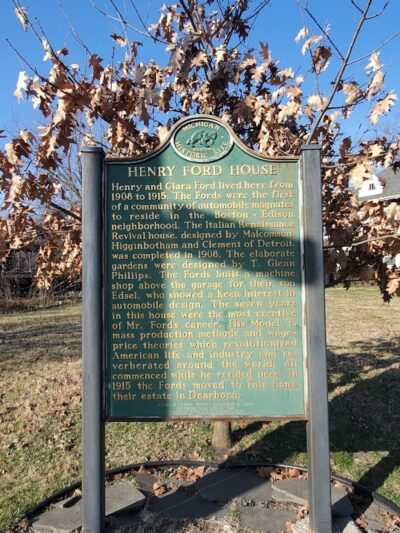 MICHIGAN
HISTORIC SITE
HENRY FORD HOUSE
Henry and Clara Ford lived here from
1908 to 1915. The Fords were the first
of a community of automobile magnates
to reside in the Boston-Edison
neighborhood. The Italian Renaissance
Revival house, designed by Malcomson,
Higginbotham and Clement of Detroit,
was completed in 1908. The elaborate
gardens were designed by T. Glenn
Phillips. The Fords built a machine
shop above the garage for their son
Edsel, who showed a keen interest in
automobile design. The seven years
in this house were the most creative
of Mr. Ford's career. His Model T,
mass production methods and wage-
price theories which revolutionized
American life and industry and re-
verberated around the world, all
commenced while he resided here. In
1915 the Fords moved to Fair Lane,
their estate in Dearborn.